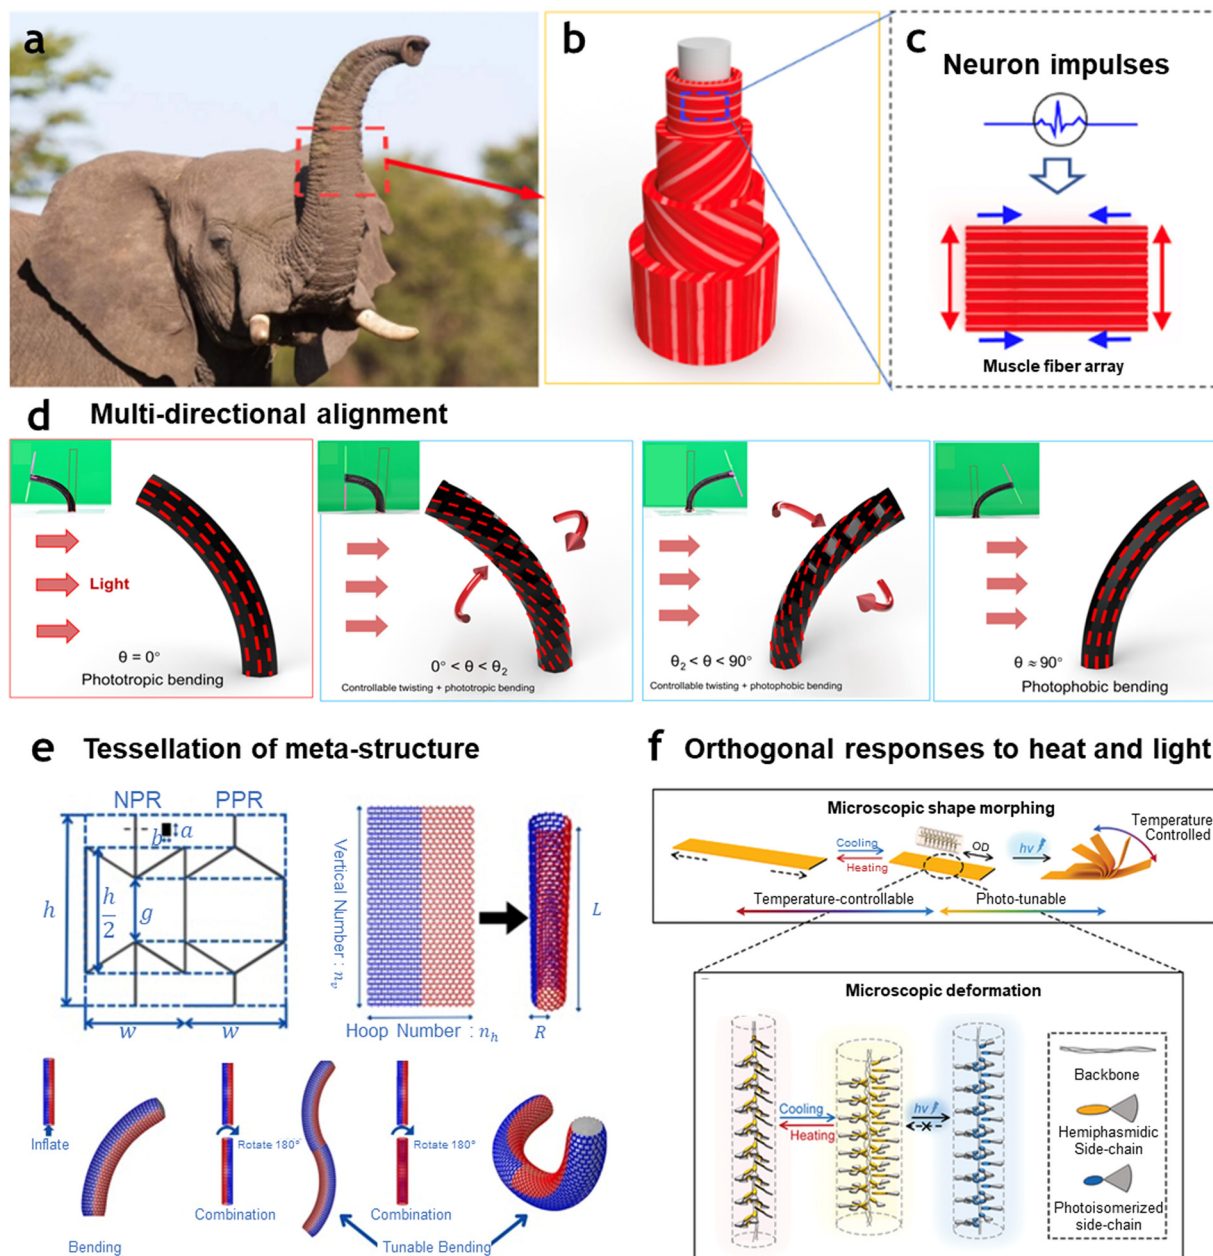 a
b
c
Neuron impulses
Muscle fiber array
d Multi-directional alignment
Light
θ = 0°
Phototropic bending
0° < θ < θ₂
Controllable twisting + phototropic bending
θ₂ < θ < 90°
Controllable twisting + photophobic bending
θ ≈ 90°
Photophobic bending
e Tessellation of meta-structure
NPR PPR
b a
h
h/2
g
w w
Vertical Number : nᵥ
Hoop Number : nₕ
L
R
Inflate
Bending
Rotate 180°
Combination
Rotate 180°
Combination
Tunable Bending
f Orthogonal responses to heat and light
Microscopic shape morphing
Cooling
Heating
OD
hv
Temperature
Controlled
Temperature-controllable
Photo-tunable
Microscopic deformation
Cooling
Heating
hv
Backbone
Hemiphasmidic
Side-chain
Photoisomerized
side-chain